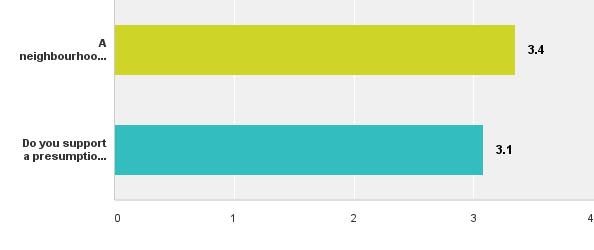 A
neighbourhoo...
3.4
Do you support
a presumptio...
3.1
0 1 2 3 4